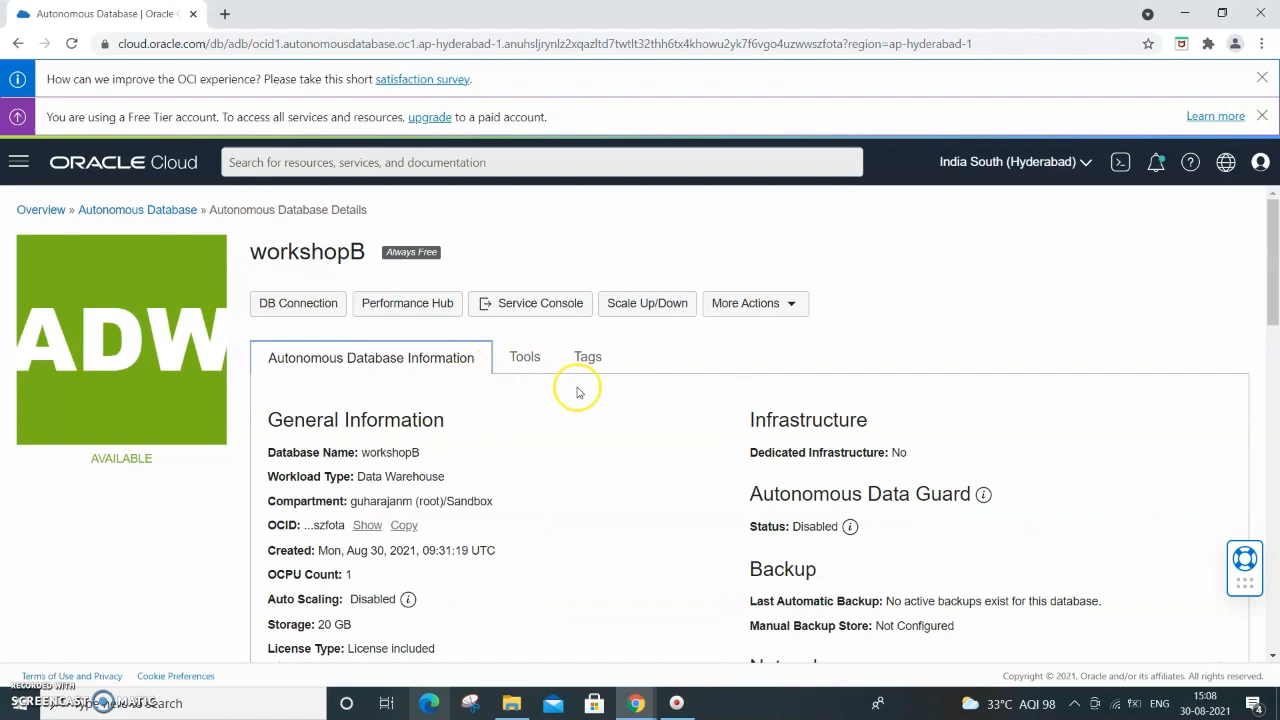 Autonomous Database | Oracle C
cloud.oracle.com/db/adb/ocid1.autonomousdatabase.oc1.ap-hyderabad-1.anuhsljrynlz2xqazltd7twtlt32thh6tx4khowu2yk7f6vgo4uzwwszfota?region=ap-hyderabad-1
How can we improve the OCI experience? Please take this short satisfaction survey.
You are using a Free Tier account. To access all services and resources, upgrade to a paid account.
Learn more
ORACLE Cloud
Search for resources, services, and documentation
India South (Hyderabad)
Overview » Autonomous Database » Autonomous Database Details
ADW
AVAILABLE
workshopB Always Free
DB Connection
Performance Hub
Service Console
Scale Up/Down
More Actions
Autonomous Database Information
Tools
Tags
General Information
Database Name: workshopB
Workload Type: Data Warehouse
Compartment: guharajanm (root)/Sandbox
OCID: ...szfota Show Copy
Created: Mon, Aug 30, 2021, 09:31:19 UTC
OCPU Count: 1
Auto Scaling: Disabled
Storage: 20 GB
License Type: License included
Infrastructure
Dedicated Infrastructure: No
Autonomous Data Guard
Status: Disabled
Backup
Last Automatic Backup: No active backups exist for this database.
Manual Backup Store: Not Configured
Terms of Use and Privacy
Cookie Preferences
Copyright © 2021, Oracle and/or its affiliates. All rights reserved.
RECORDED WITH
SCREENCAST MATIC
here to search
33°C AQI 98
ENG
15:08
30-08-2021
4